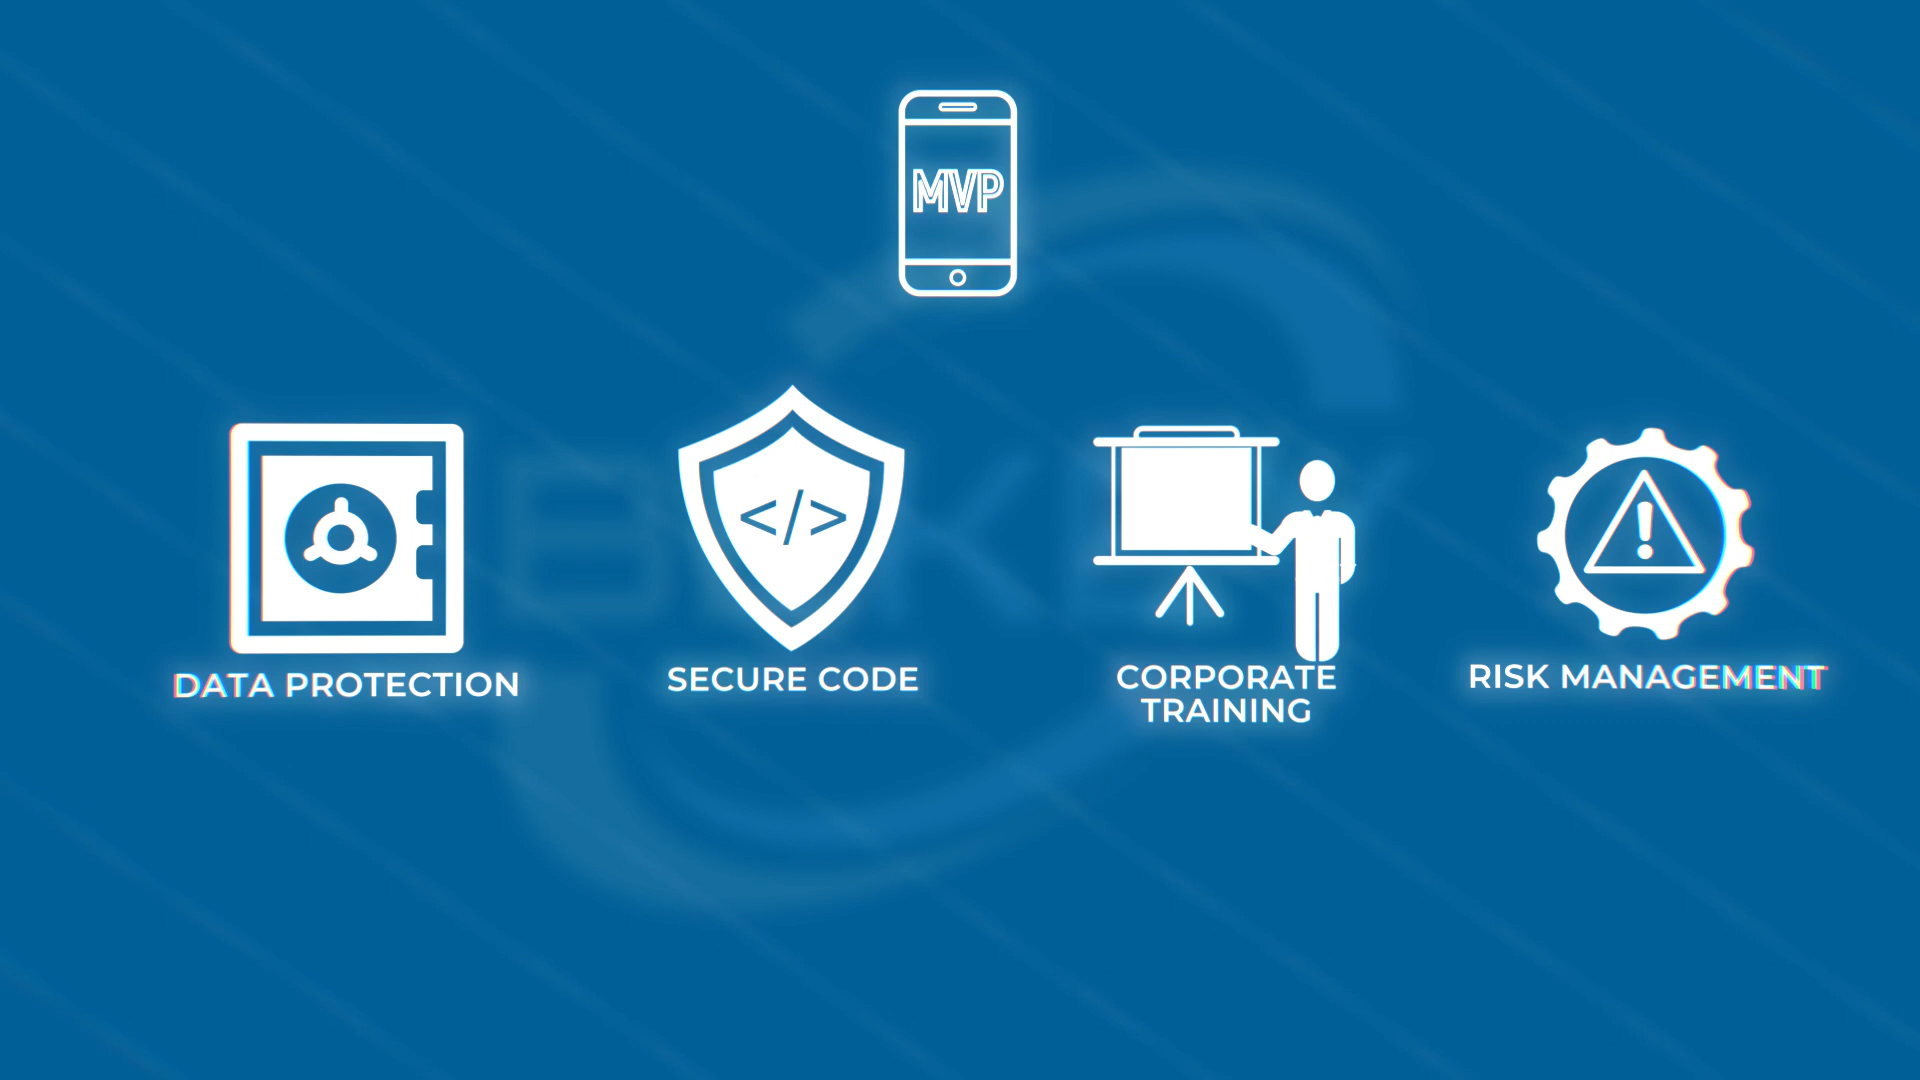 MVP
</>
DATA PROTECTION
SECURE CODE
CORPORATE
TRAINING
RISK MANAGEMENT